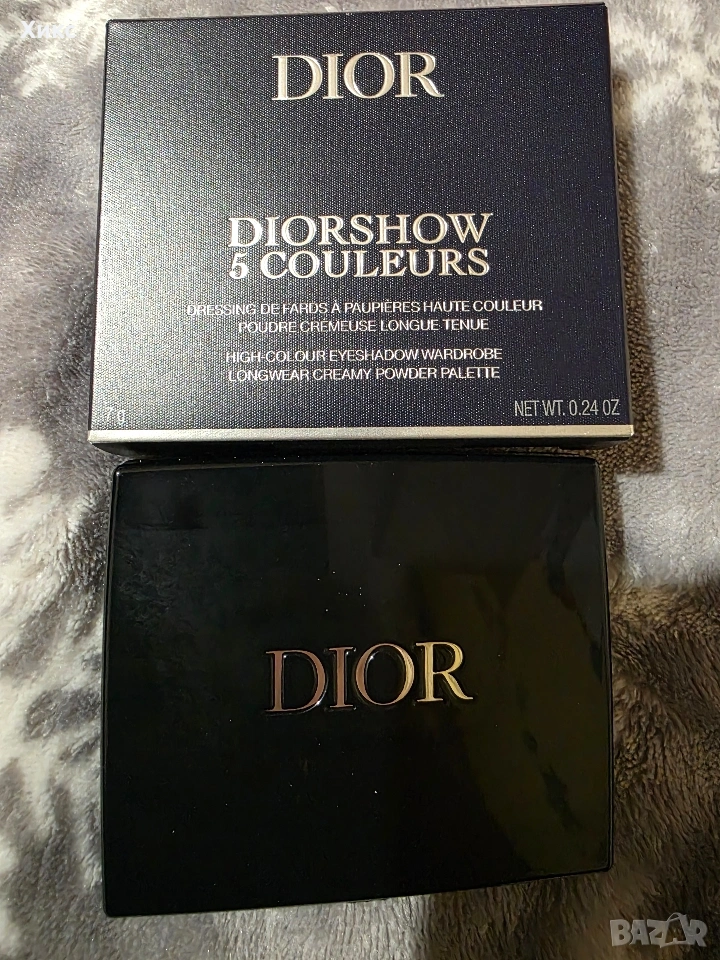 DIOR
DIORSHOW
5 COULEURS
DRESSING DE FARDS À PAUPIÈRES HAUTE COULEUR
POUDRE CRÉMEUSE LONGUE TENUE
HIGH-COLOUR EYESHADOW WARDROBE
LONGWEAR CREAMY POWDER PALETTE
7 g
NET WT. 0.24 OZ
DIOR
BAZAR